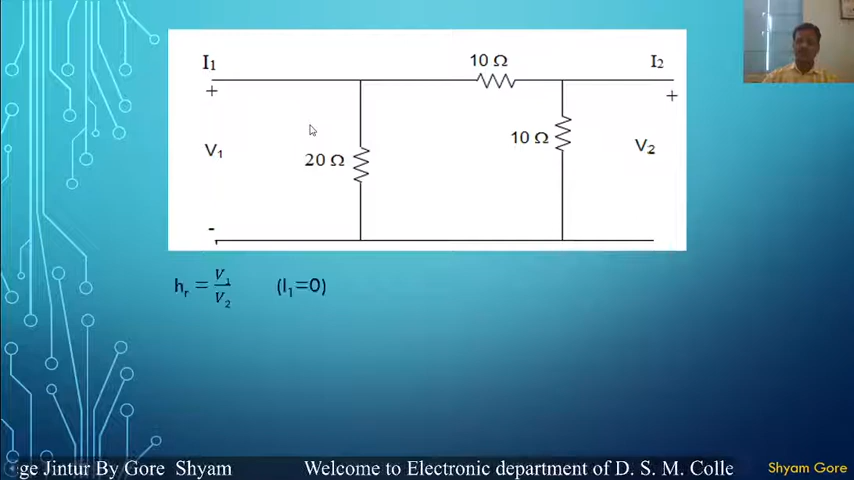 I₁
10 Ω
I₂
+
+
V₁
20 Ω
10 Ω
V₂
-
hᵣ = V₁/V₂ (I₁=0)
ge Jintur By Gore Shyam Welcome to Electronic department of D. S. M. Colle
Shyam Gore